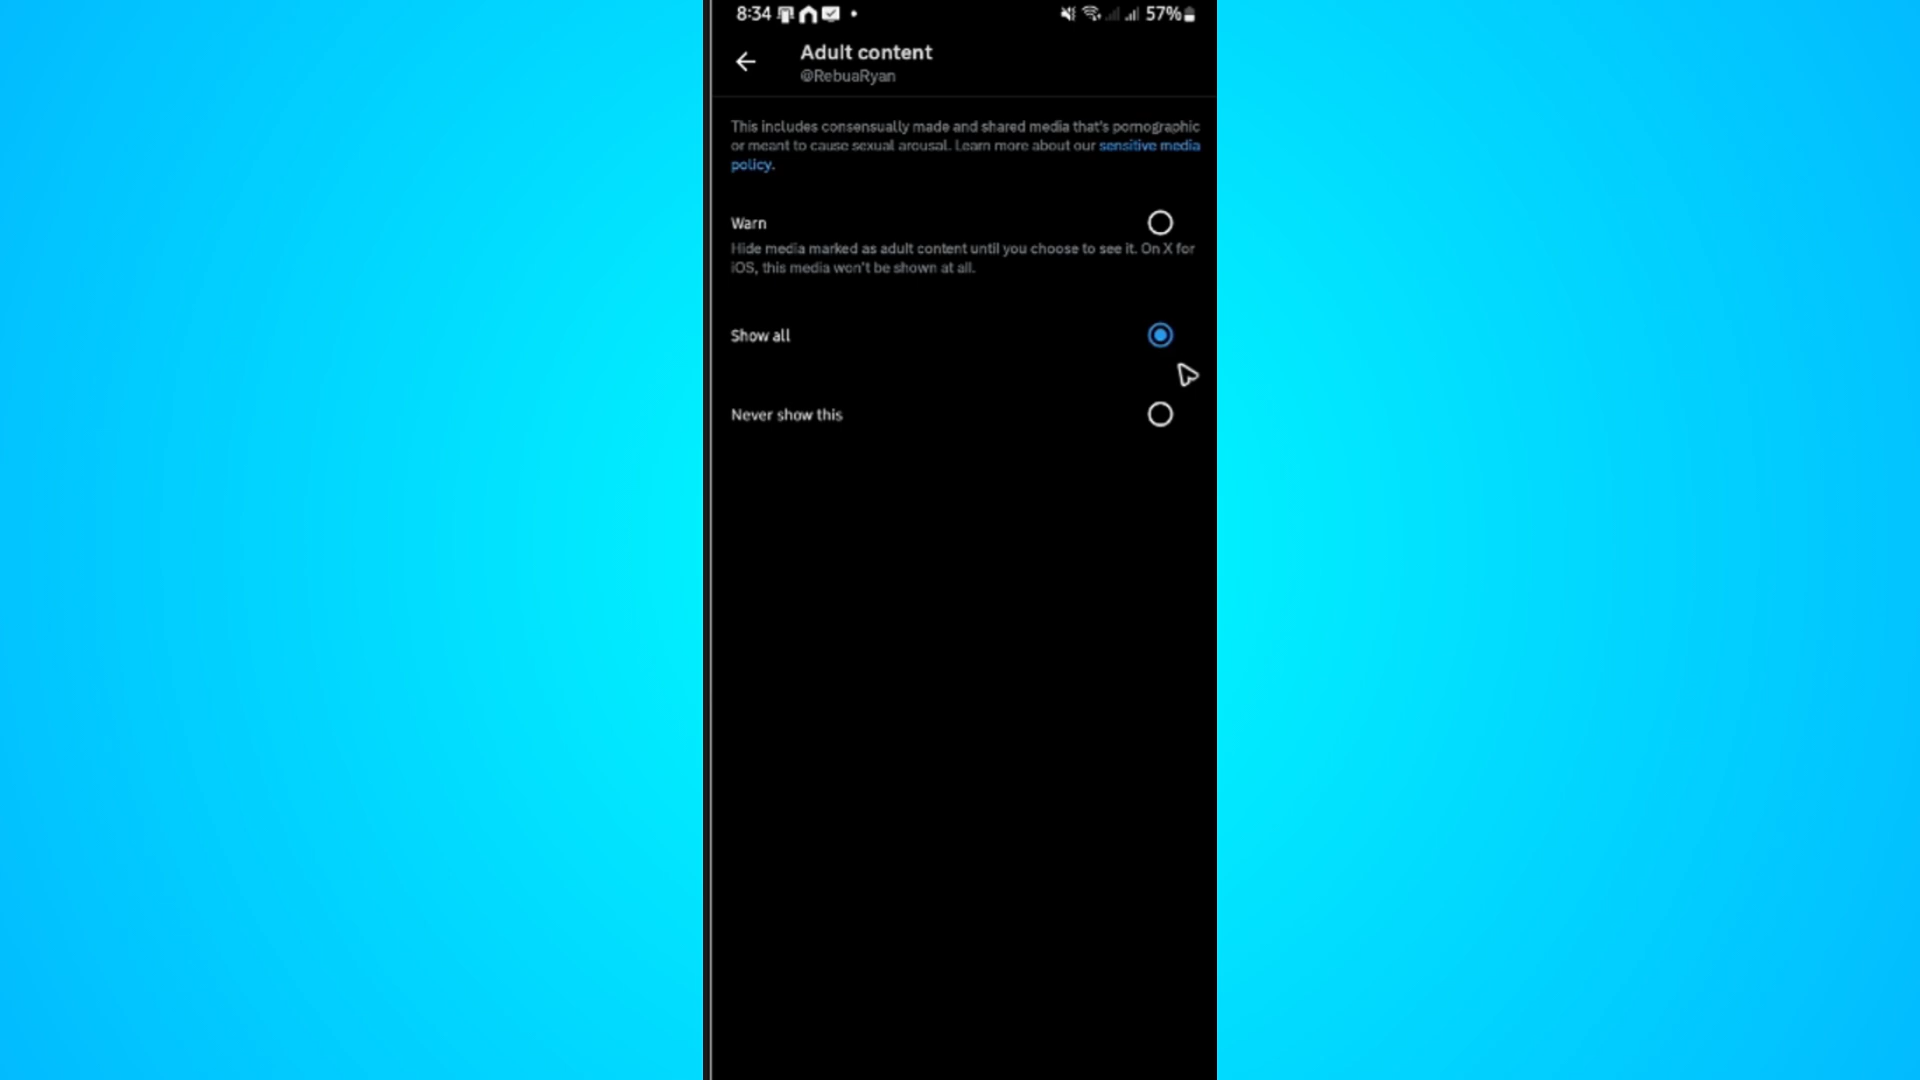 8:34
57%
Adult content
@RebuaRyan
This includes consensually made and shared media that's pornographic
or meant to cause sexual arousal. Learn more about our sensitive media
policy.
Warn
Hide media marked as adult content until you choose to see it. On X for
iOS, this media won't be shown at all.
Show all
Never show this